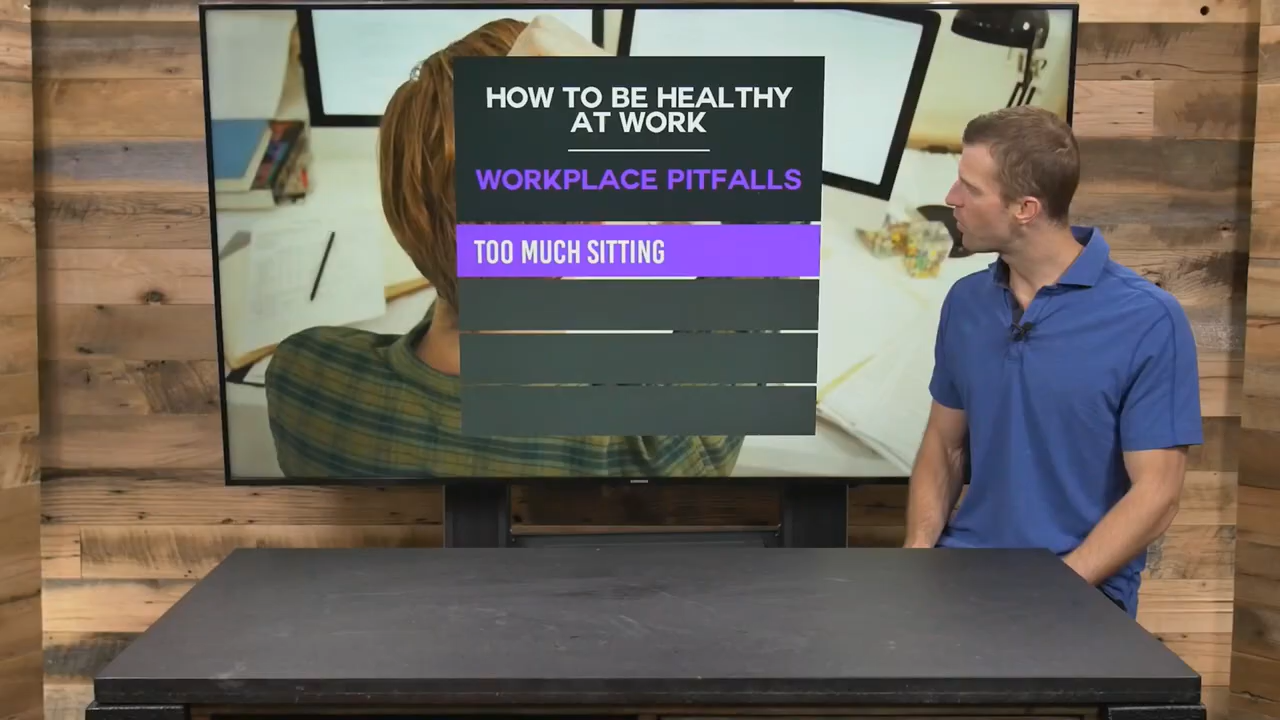 HOW TO BE HEALTHY
AT WORK
WORKPLACE PITFALLS
TOO MUCH SITTING